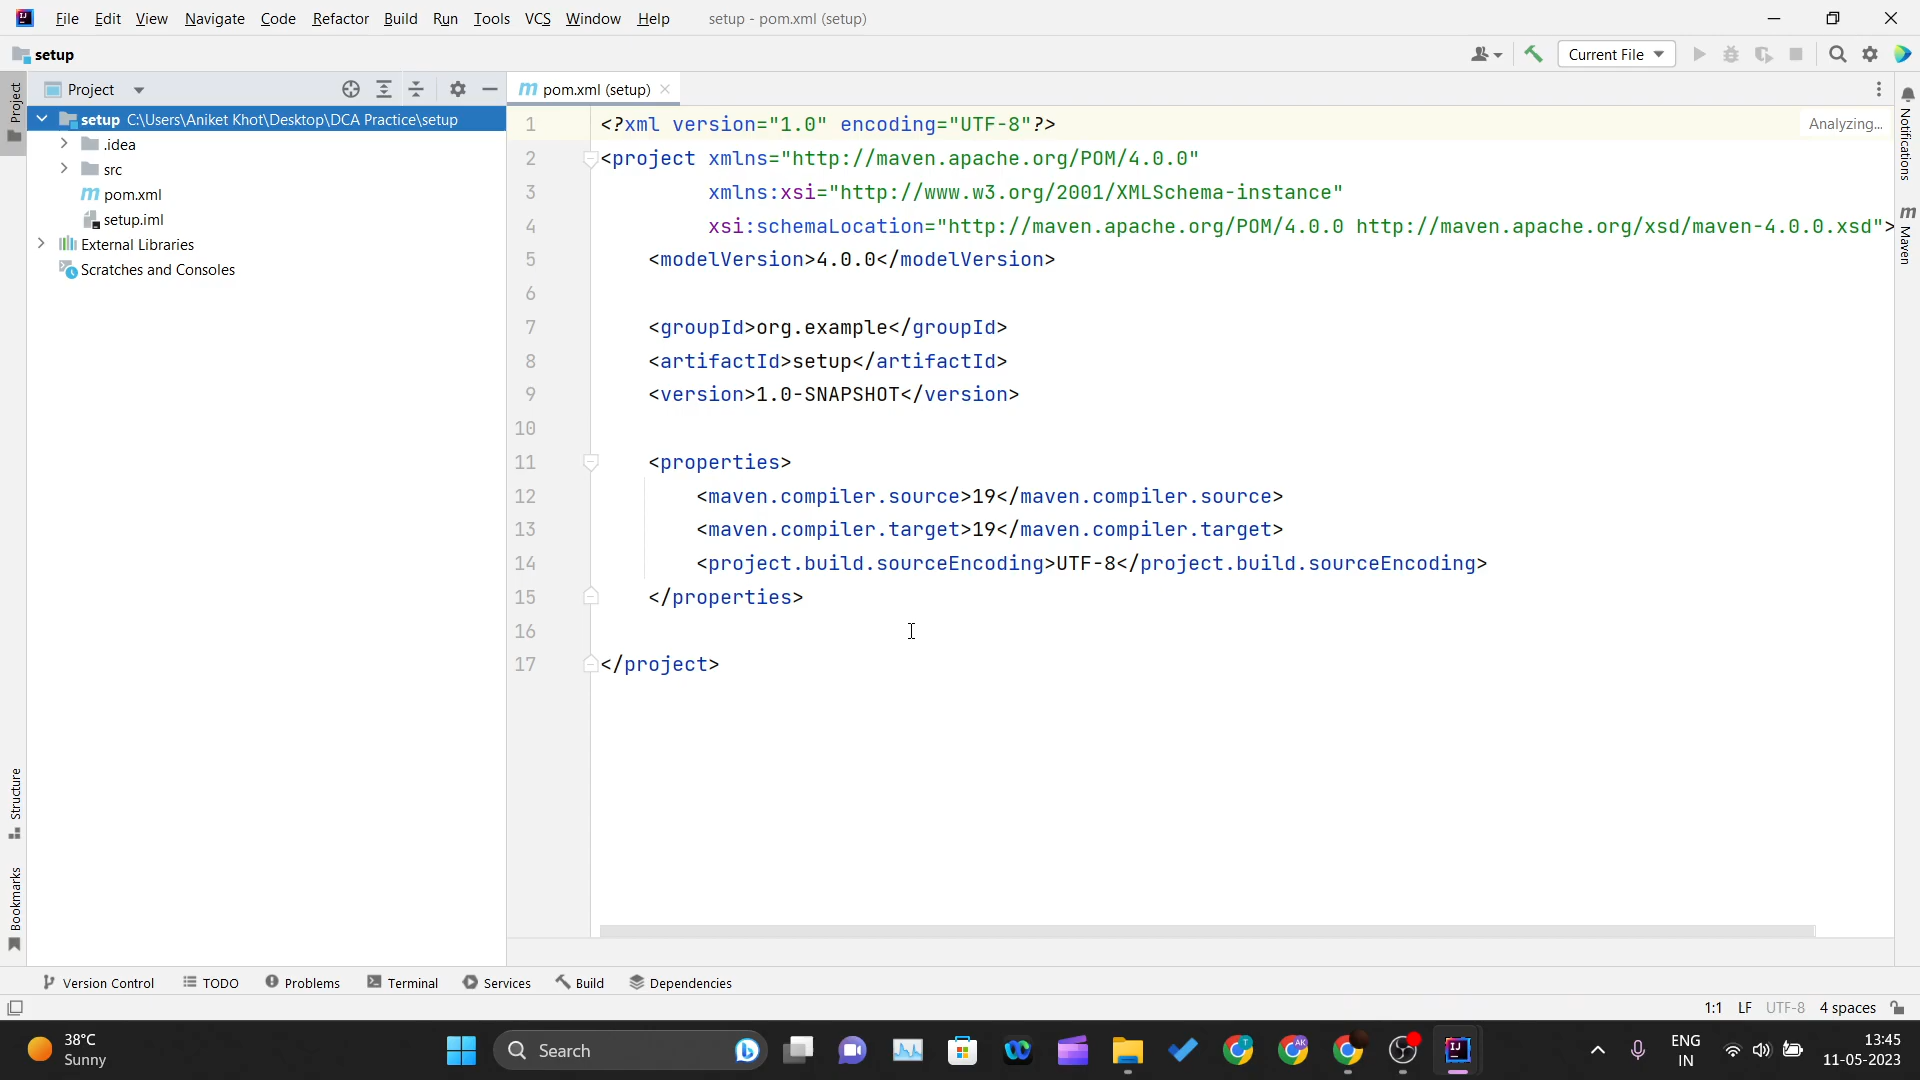 File Edit View Navigate Code Refactor Build Run Tools VCS Window Help setup - pom.xml (setup)
setup Current File
Project pom.xml (setup)
setup C:\Users\Aniket Khot\Desktop\DCA Practice\setup
.idea
src
pom.xml
setup.iml
External Libraries
Scratches and Consoles
1 <?xml version="1.0" encoding="UTF-8"?> Analyzing...
2 <project xmlns="http://maven.apache.org/POM/4.0.0"
3 xmlns:xsi="http://www.w3.org/2001/XMLSchema-instance"
4 xsi:schemaLocation="http://maven.apache.org/POM/4.0.0 http://maven.apache.org/xsd/maven-4.0.0.xsd">
5 <modelVersion>4.0.0</modelVersion>
6
7 <groupId>org.example</groupId>
8 <artifactId>setup</artifactId>
9 <version>1.0-SNAPSHOT</version>
10
11 <properties>
12 <maven.compiler.source>19</maven.compiler.source>
13 <maven.compiler.target>19</maven.compiler.target>
14 <project.build.sourceEncoding>UTF-8</project.build.sourceEncoding>
15 </properties>
16
17 </project>
Project
Structure
Bookmarks
Notifications
Maven
Version Control TODO Problems Terminal Services Build Dependencies
1:1 LF UTF-8 4 spaces
38°C
Sunny
Search
ENG
IN
13:45
11-05-2023